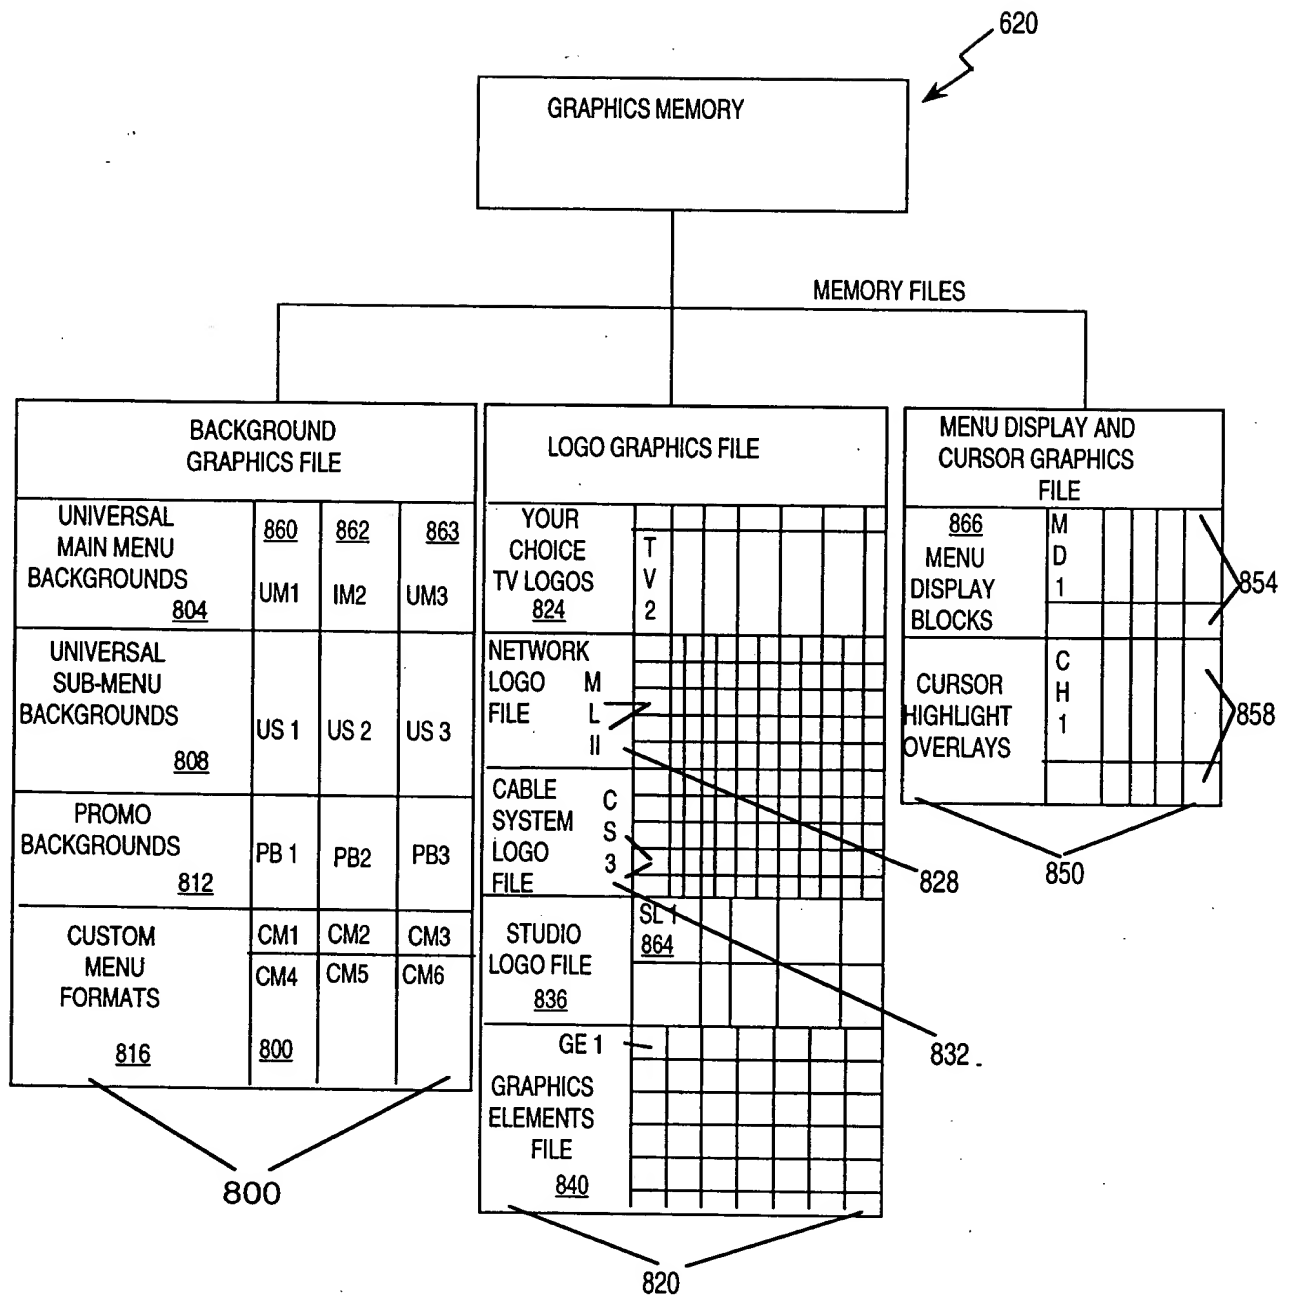 620
GRAPHICS MEMORY
MEMORY FILES
BACKGROUND
GRAPHICS FILE
UNIVERSAL
MAIN MENU
BACKGROUNDS
804
860
862
863
UM1
IM2
UM3
UNIVERSAL
SUB-MENU
BACKGROUNDS
808
US 1
US 2
US 3
PROMO
BACKGROUNDS
812
PB 1
PB2
PB3
CUSTOM
MENU
FORMATS
816
CM1
CM2
CM3
CM4
CM5
CM6
800
800
LOGO GRAPHICS FILE
YOUR
CHOICE
TV LOGOS
824
T
V
2
NETWORK
LOGO M
FILE L
II
CABLE
SYSTEM
LOGO
FILE
C
S
3
STUDIO
LOGO FILE
836
SL 1
864
GE 1
GRAPHICS
ELEMENTS
FILE
840
820
MENU DISPLAY AND
CURSOR GRAPHICS
FILE
866
MENU
DISPLAY
BLOCKS
M
D
1
854
CURSOR
HIGHLIGHT
OVERLAYS
C
H
1
858
850
828
832